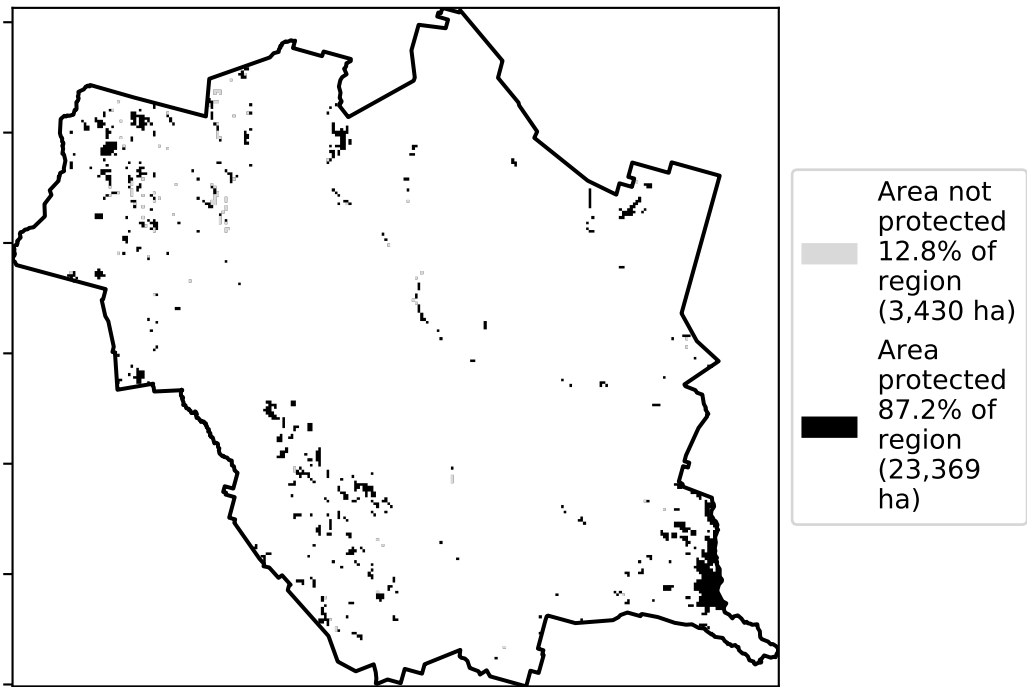 Area not
protected
12.8% of
region
(3,430 ha)
Area
protected
87.2% of
region
(23,369
ha)